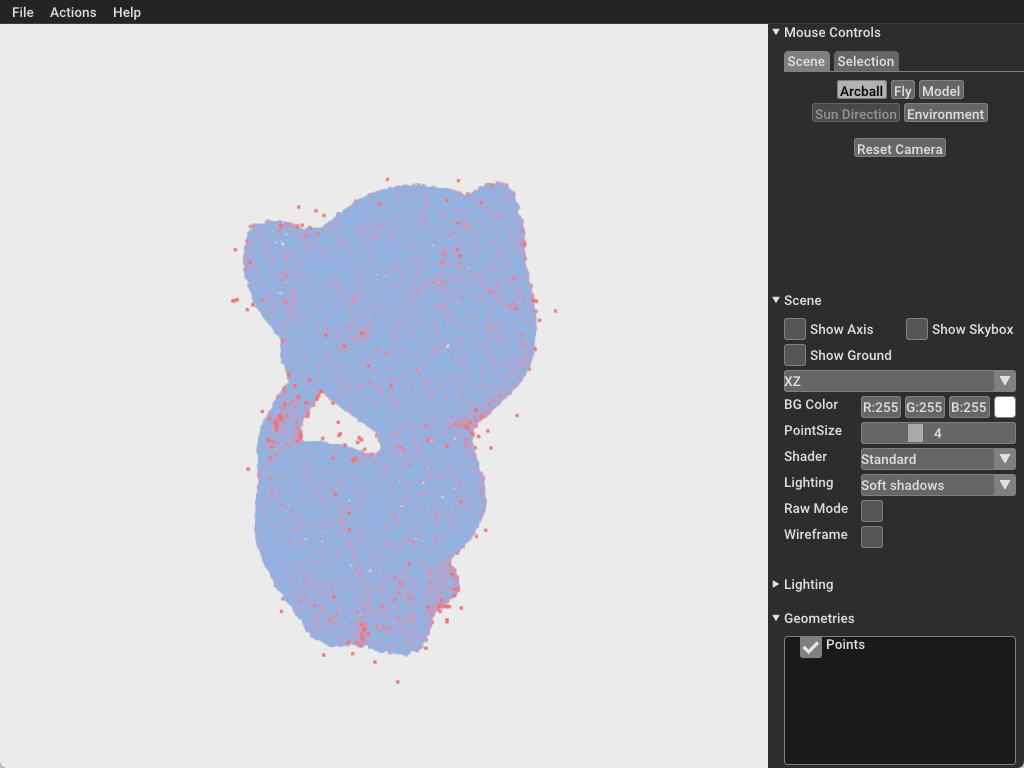 File Actions Help
Mouse Controls
Scene Selection
Arcball Fly Model
Sun Direction Environment
Reset Camera
Scene
Show Axis Show Skybox
Show Ground
XZ
BG Color R:255 G:255 B:255
PointSize 4
Shader Standard
Lighting Soft shadows
Raw Mode
Wireframe
Lighting
Geometries
Points